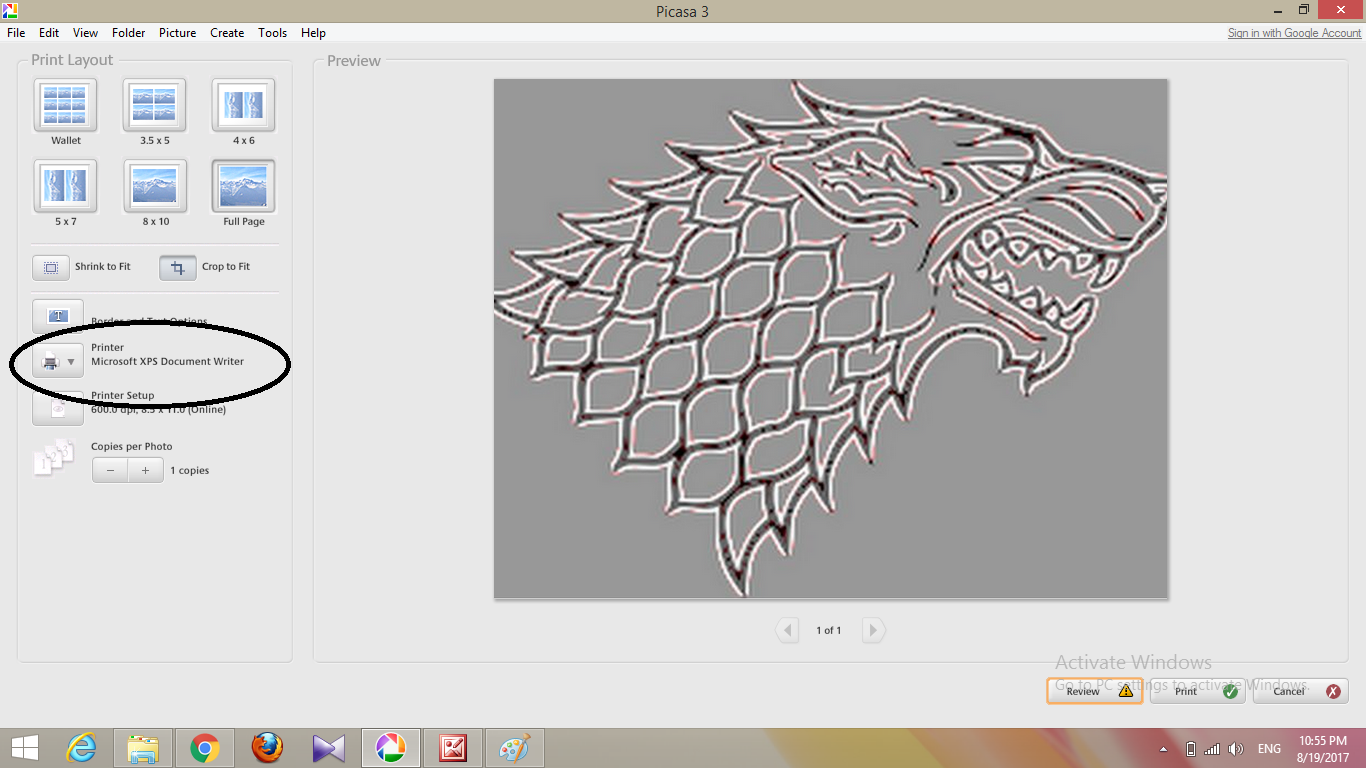 Picasa 3
File Edit View Folder Picture Create Tools Help
Sign in with Google Account
Print Layout
Wallet
3.5 x 5
4 x 6
5 x 7
8 x 10
Full Page
Shrink to Fit
Crop to Fit
Border and Text Options
Printer
Microsoft XPS Document Writer
Printer Setup
600.0 dpi, 8.5 x 11.0 (Online)
Copies per Photo
1 copies
Preview
1 of 1
Activate Windows
Go to PC settings to activate Windows.
Review
Print
Cancel
ENG
10:55 PM
8/19/2017